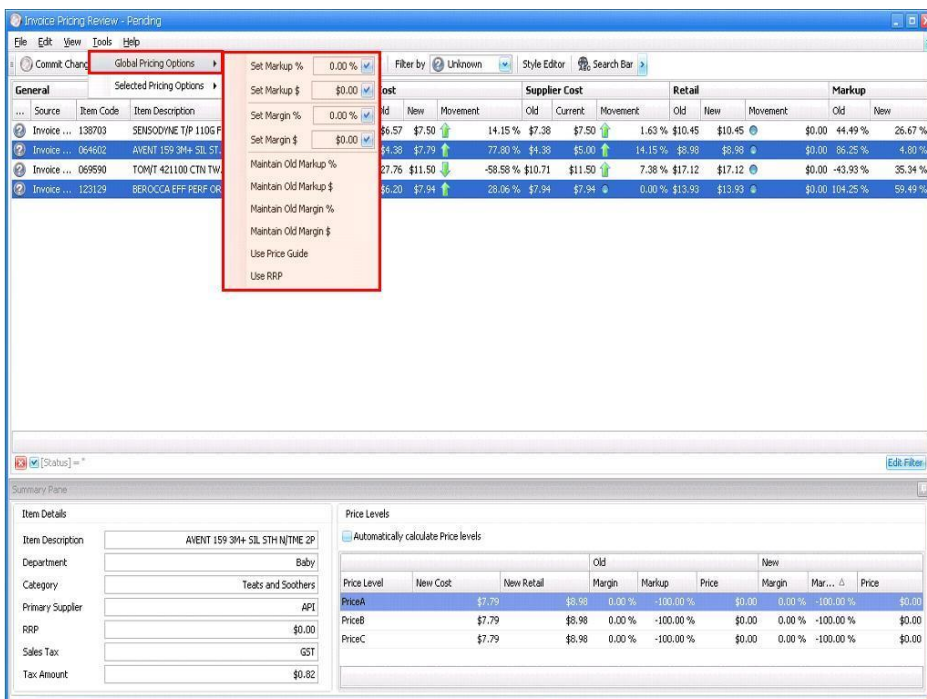 Invoice Pricing Review - Pending
File Edit View Tools Help
Commit Chang Global Pricing Options Filter by Unknown Style Editor Search Bar
Selected Pricing Options
Set Markup % 0.00 %
Set Markup $ $0.00
Set Margin % 0.00 %
Set Margin $ $0.00
Maintain Old Markup %
Maintain Old Markup $
Maintain Old Margin %
Maintain Old Margin $
Use Price Guide
Use RRP
General ost Supplier Cost Retail Markup
... Source Item Code Item Description ld New Movement Old Current Movement Old New Movement Old New
Invoice ... 138703 SENSODYNE T/P 110G F $6.57 $7.50 14.15 % $7.38 $7.50 1.63 % $10.45 $10.45 $0.00 44.49 % 26.67 %
Invoice ... 064602 AVENT 159 3M+ SIL ST. $4.38 $7.79 77.80 % $4.38 $5.00 14.15 % $8.98 $8.98 $0.00 86.25 % 4.80 %
Invoice ... 069590 TOM/T 421100 CTN TW. 27.76 $11.50 -58.58 % $10.71 $11.50 7.38 % $17.12 $17.12 $0.00 -43.93 % 35.34 %
Invoice ... 123129 BEROCCA EFF PERF OR $6.20 $7.94 28.06 % $7.94 $7.94 0.00 % $13.93 $13.93 $0.00 104.25 % 59.49 %
[Status] = '' Edit Filter
Summary Pane
Item Details
Item Description AVENT 159 3M+ SIL STH N/TME 2P
Department Baby
Category Teats and Soothers
Primary Supplier API
RRP $0.00
Sales Tax GST
Tax Amount $0.82
Price Levels
Automatically calculate Price levels
Old New
Price Level New Cost New Retail Margin Markup Price Margin Mar... Price
PriceA $7.79 $8.98 0.00 % -100.00 % $0.00 0.00 % -100.00 % $0.00
PriceB $7.79 $8.98 0.00 % -100.00 % $0.00 0.00 % -100.00 % $0.00
PriceC $7.79 $8.98 0.00 % -100.00 % $0.00 0.00 % -100.00 % $0.00